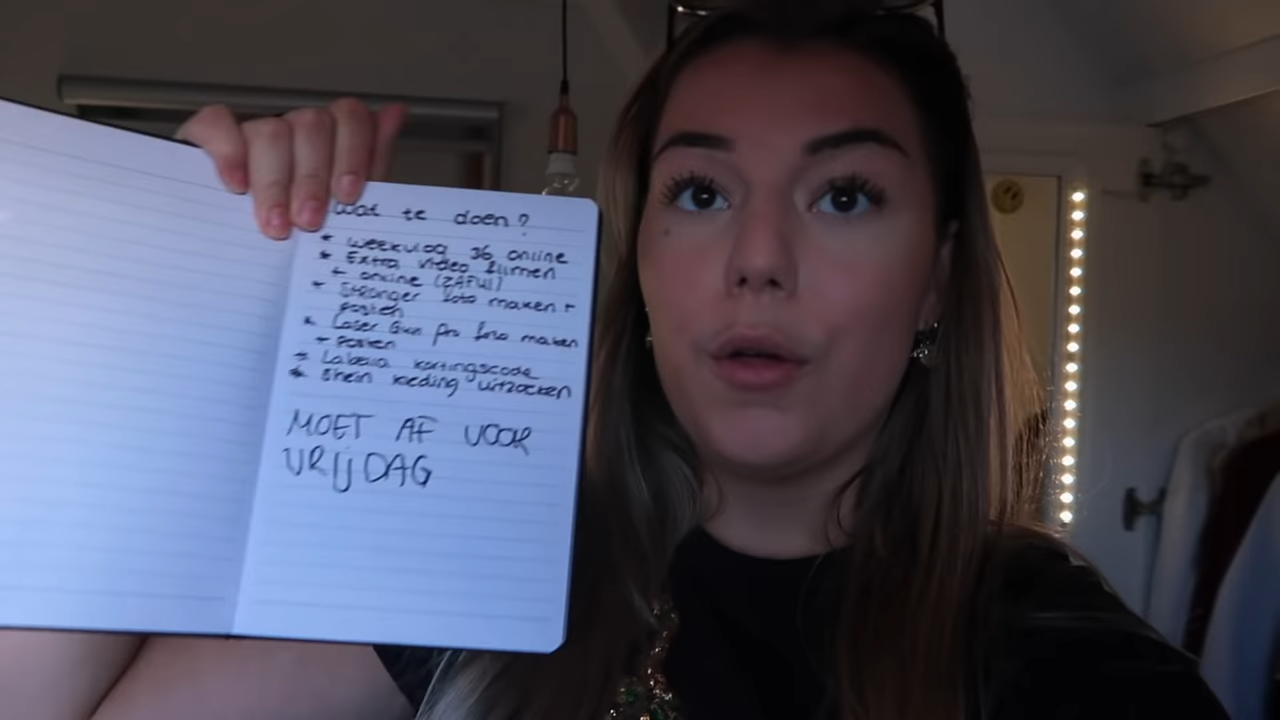 wat te doen?
* weekvlog 36 online
* Extra video filmen
+ online (ZAFUL)
* Stronger foto maken +
posten
* Laser Gun pro foto maken
+ posten
* Labella kortingscode
* Shein kleding uitzoeken
MOET AF VOOR
VRIJDAG